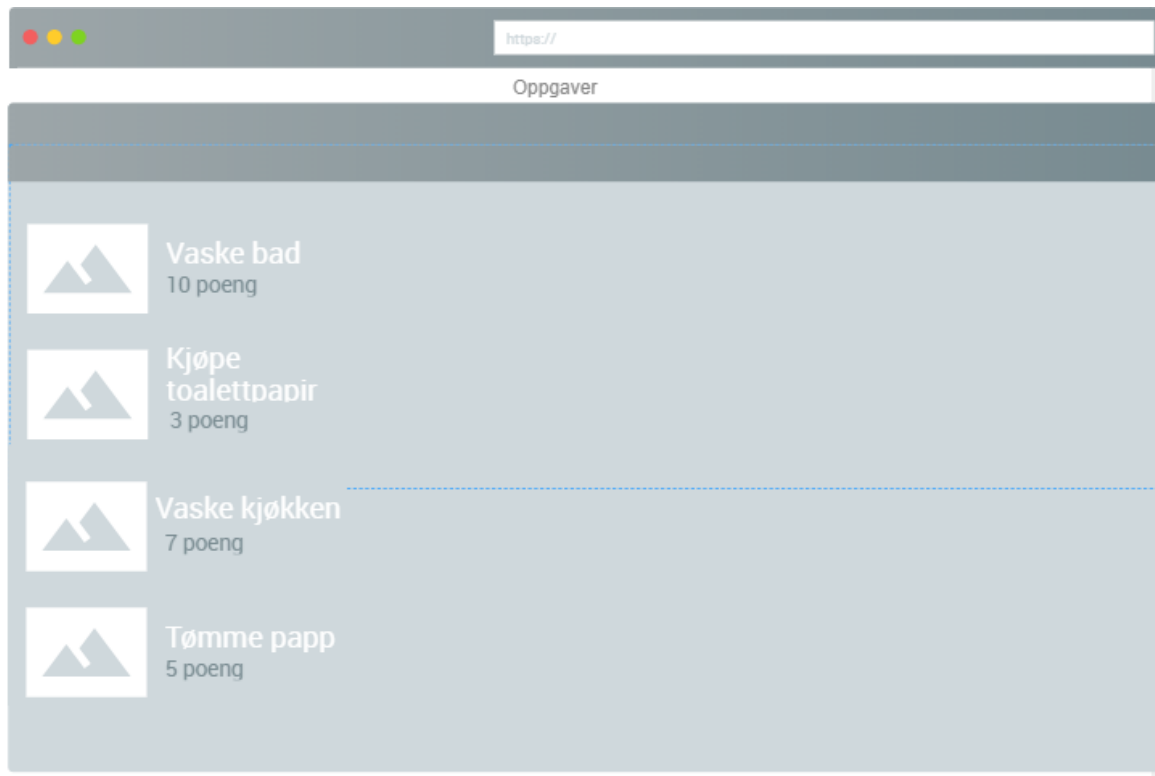 https://
Oppgaver
Vaske bad
10 poeng
Kjøpe
toalettpapir
3 poeng
Vaske kjøkken
7 poeng
Tømme papp
5 poeng